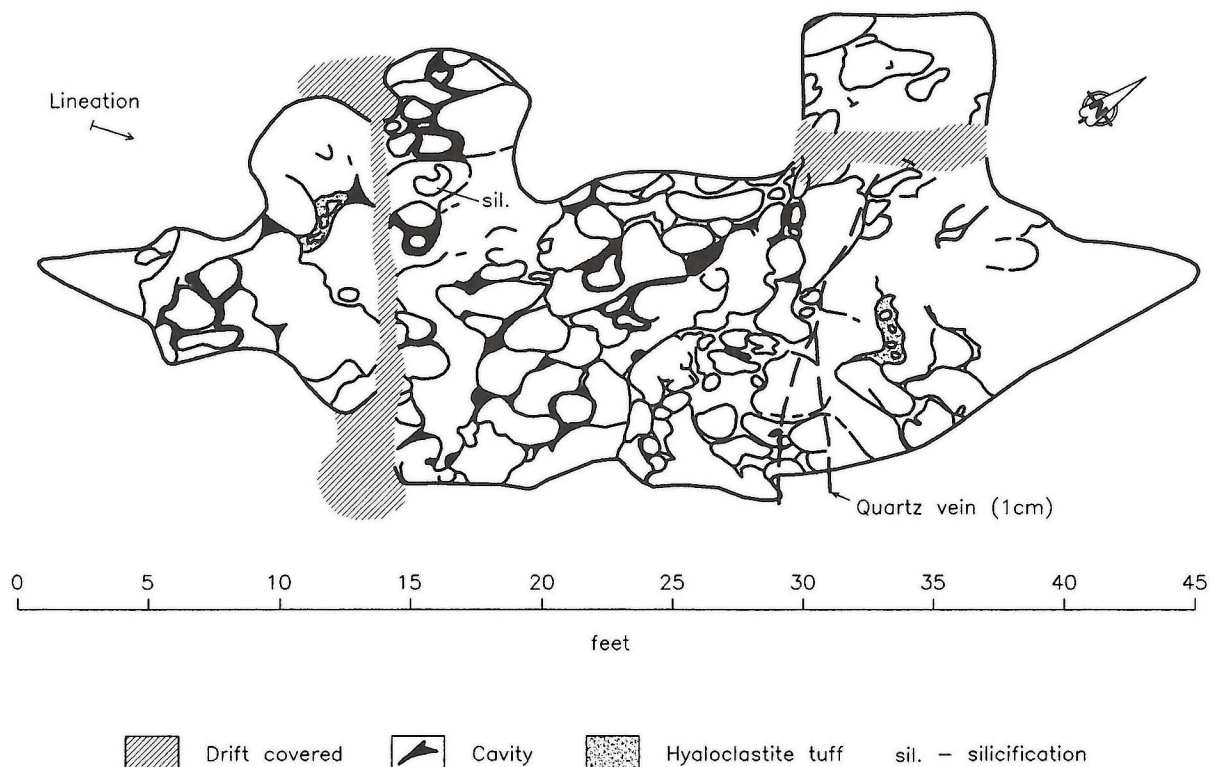 Lineation
N
sil.
Quartz vein (1cm)
0 5 10 15 20 25 30 35 40 45
feet
Drift covered Cavity Hyaloclastite tuff sil. – silicification